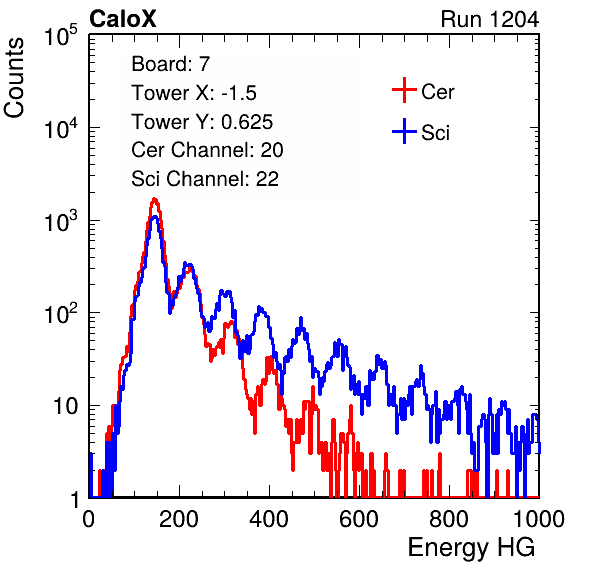 CaloX Run 1204
Counts
10^5
10^4
10^3
10^2
10
1
Board: 7
Tower X: -1.5
Tower Y: 0.625
Cer Channel: 20
Sci Channel: 22
Cer
Sci
0 200 400 600 800 1000
Energy HG